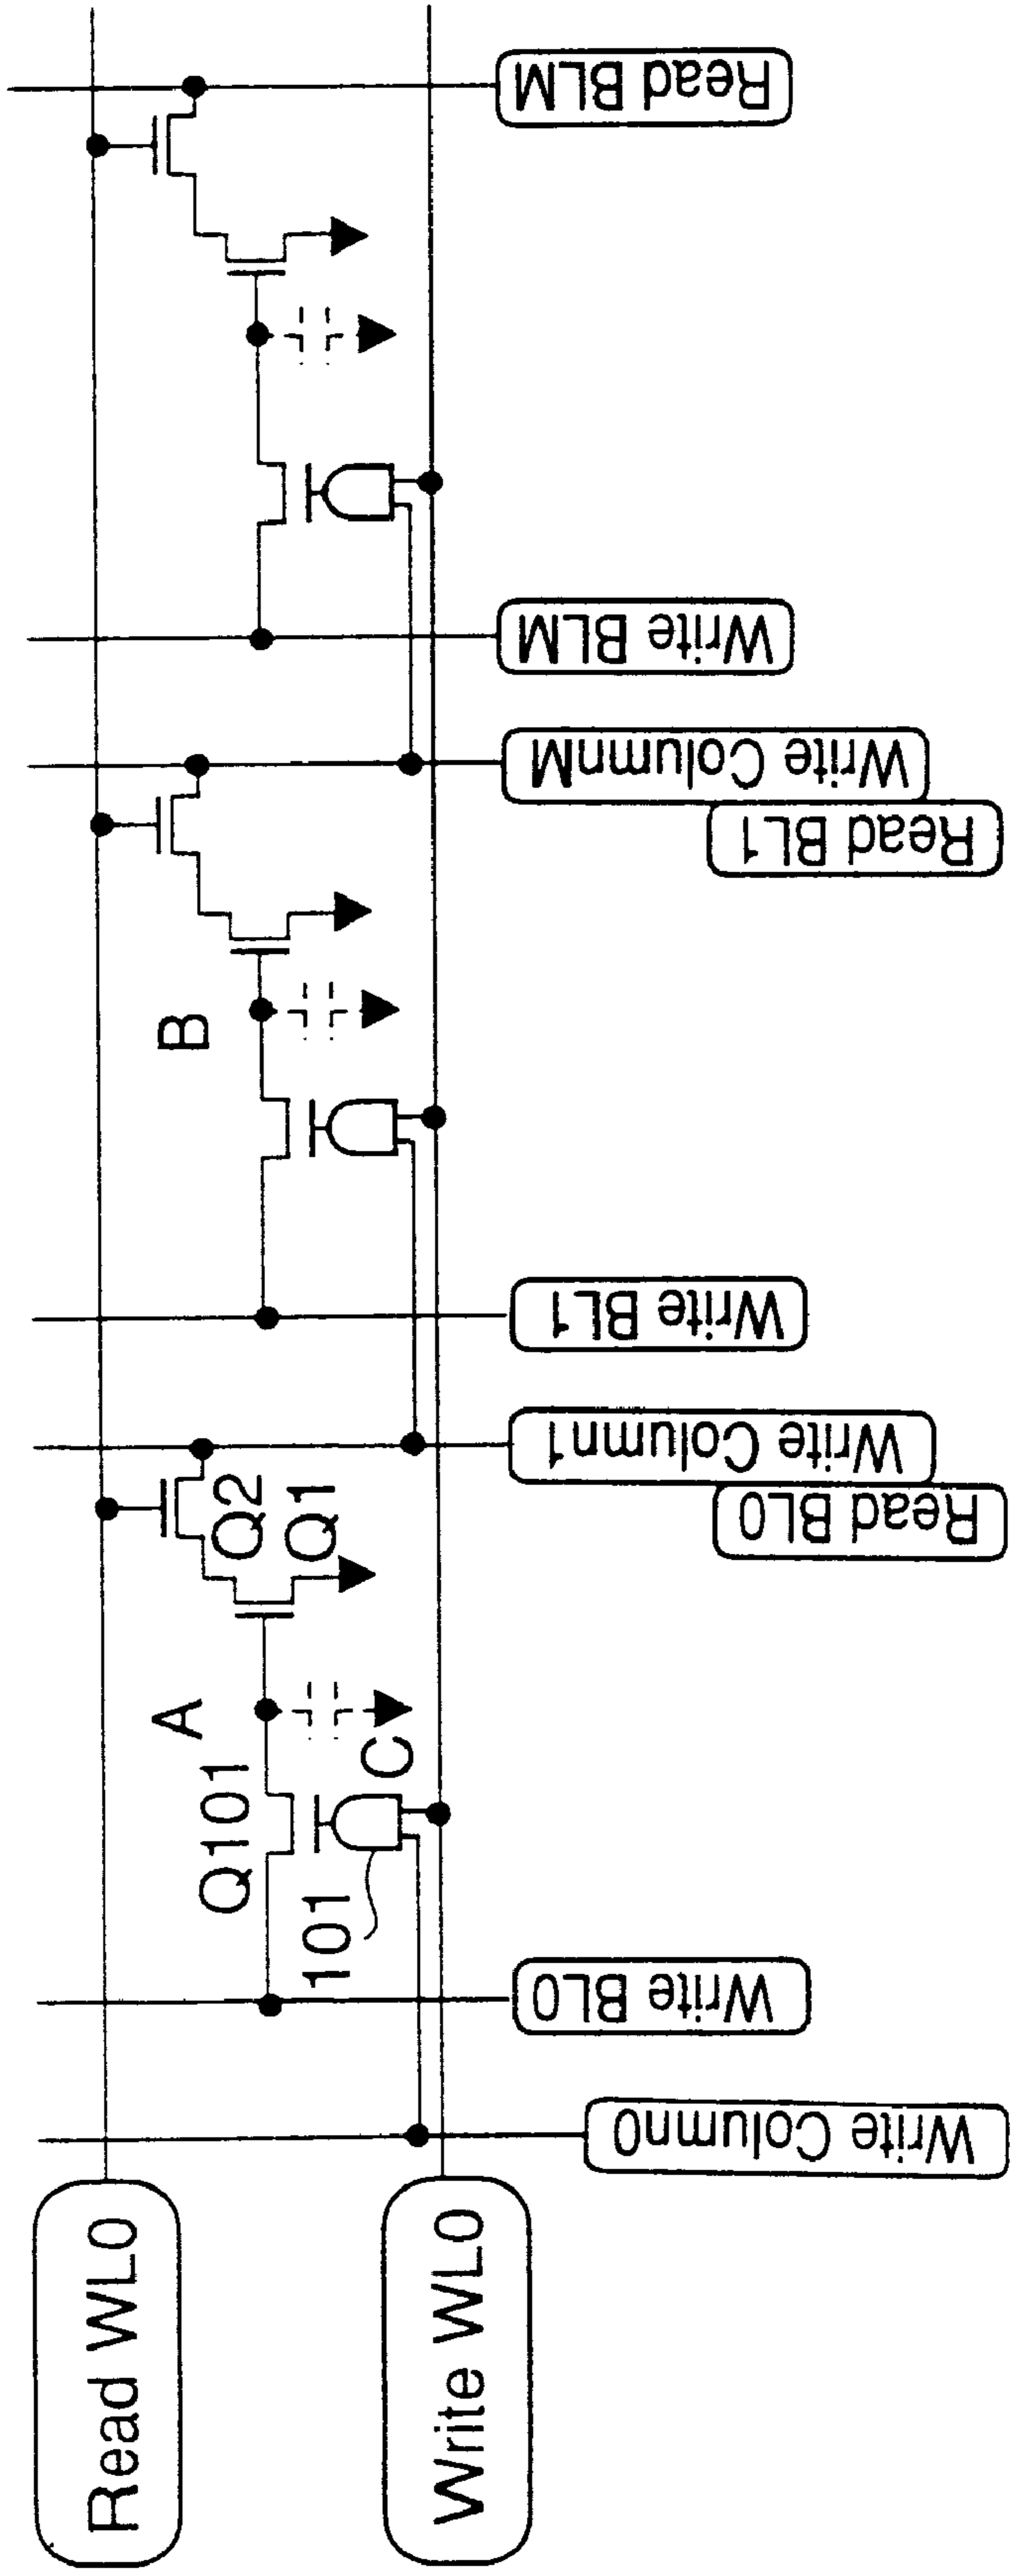 Read WL0
Write WL0
Write Column0
Write BL0
101
Q101
A
C
Q1
Q2
Read BL0
Write Column1
Write BL1
B
Read BL1
Write ColumnM
Write BLM
Read BLM